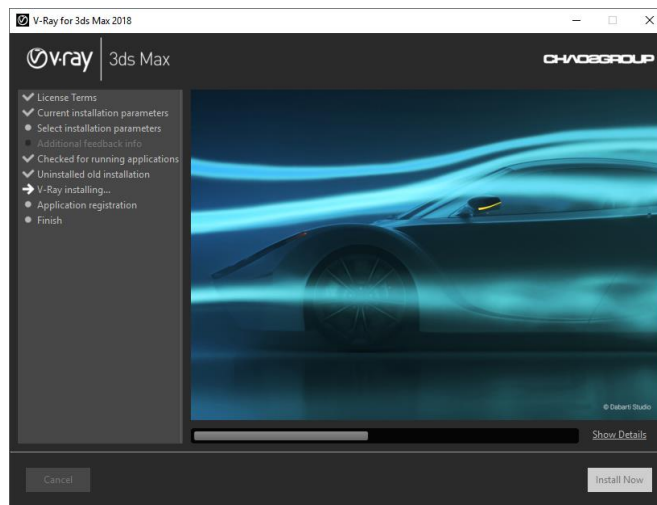 V-Ray for 3ds Max 2018
v·ray 3ds Max
CHAOSGROUP
License Terms
Current installation parameters
Select installation parameters
Additional feedback info
Checked for running applications
Uninstalled old installation
V-Ray installing...
Application registration
Finish
© Dabarti Studio
Show Details
Cancel
Install Now